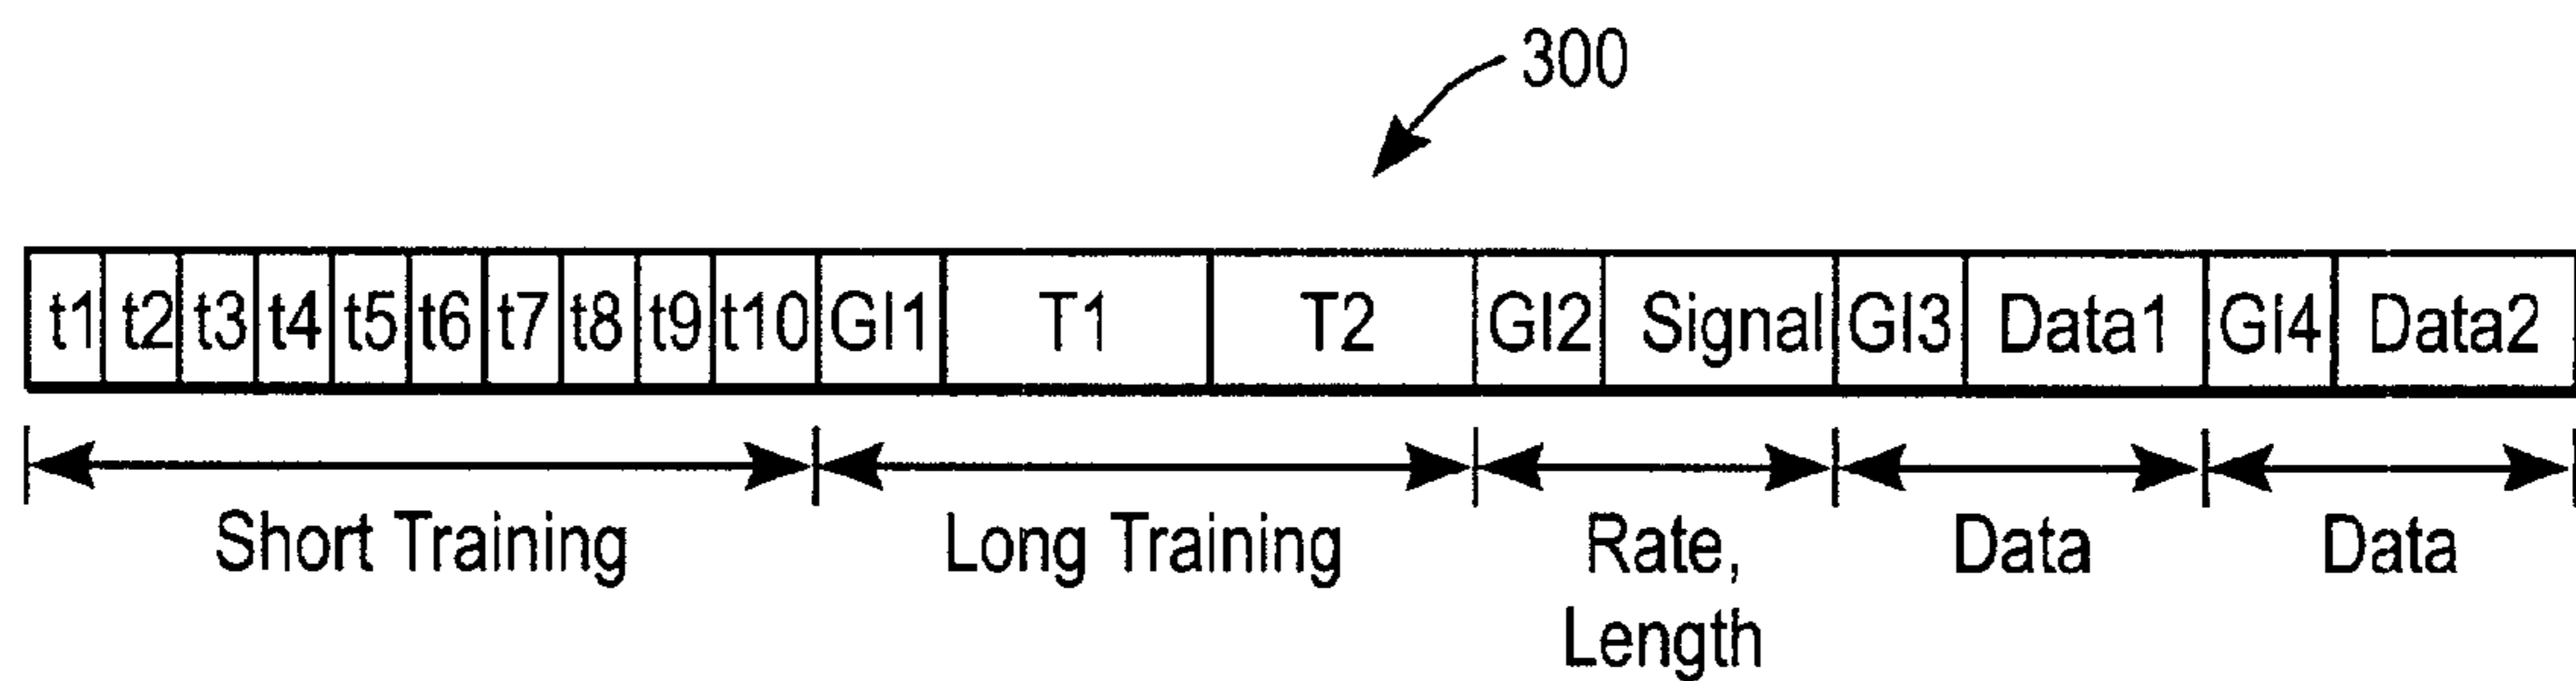 300
t1 t2 t3 t4 t5 t6 t7 t8 t9 t10 GI1 T1 T2 GI2 Signal GI3 Data1 GI4 Data2
Short Training Long Training Rate, Data Data
Length